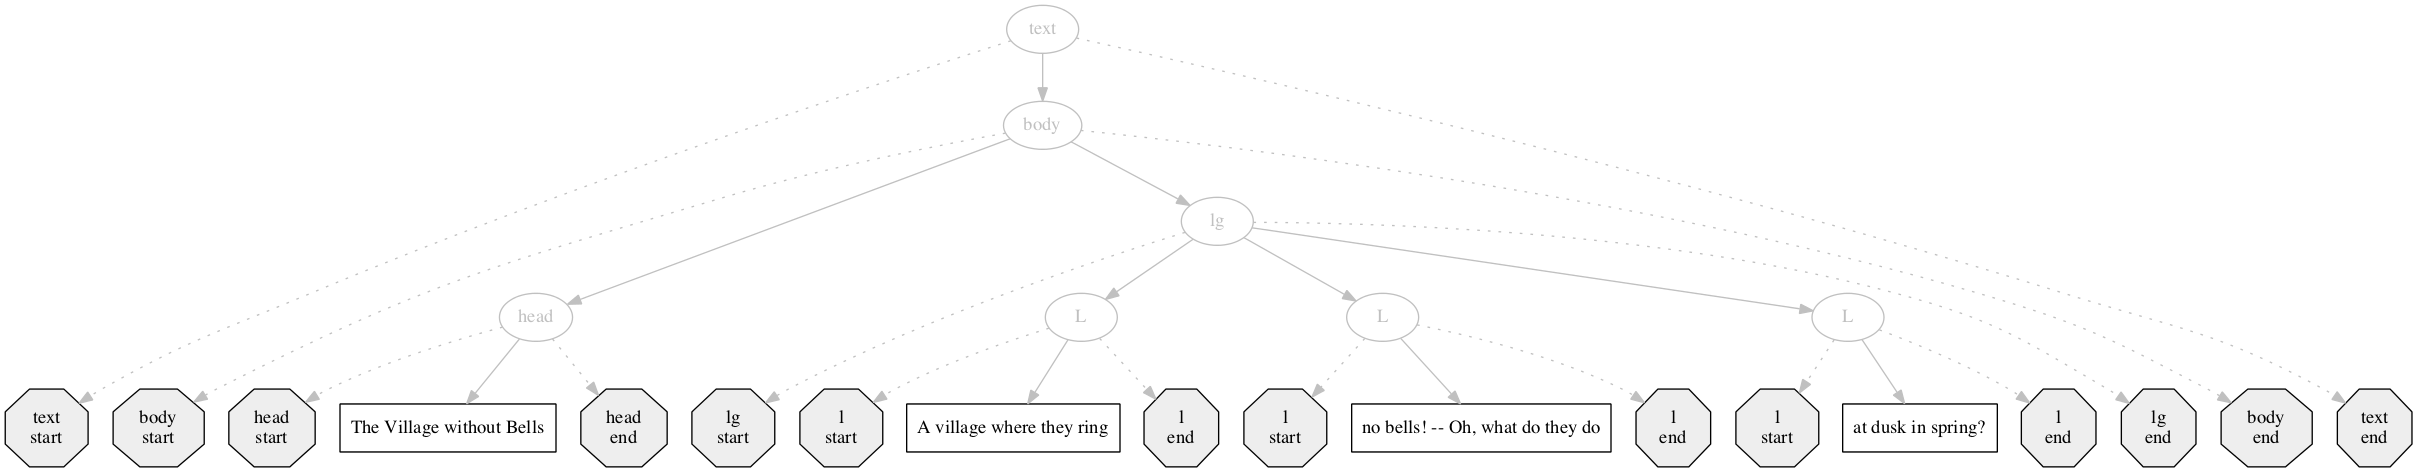 text
body
lg
head
L
L
L
text
start
body
start
head
start
The Village without Bells
head
end
lg
start
l
start
A village where they ring
l
end
l
start
no bells! -- Oh, what do they do
l
end
l
start
at dusk in spring?
l
end
lg
end
body
end
text
end